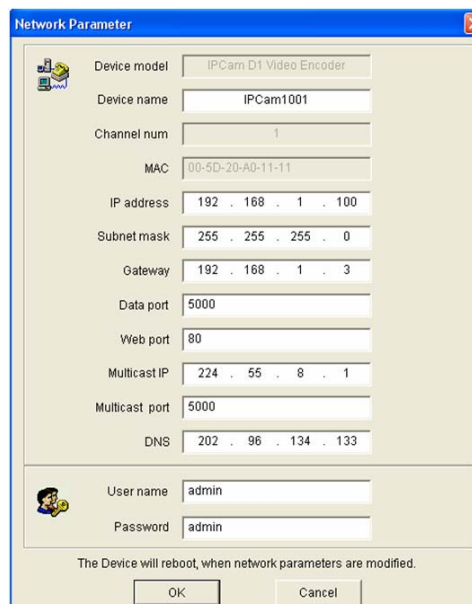 Network Parameter
Device model IPCam D1 Video Encoder
Device name IPCam1001
Channel num 1
MAC 00-5D-20-A0-11-11
IP address 192 . 168 . 1 . 100
Subnet mask 255 . 255 . 255 . 0
Gateway 192 . 168 . 1 . 3
Data port 5000
Web port 80
Multicast IP 224 . 55 . 8 . 1
Multicast port 5000
DNS 202 . 96 . 134 . 133
User name admin
Password admin
The Device will reboot, when network parameters are modified.
OK Cancel